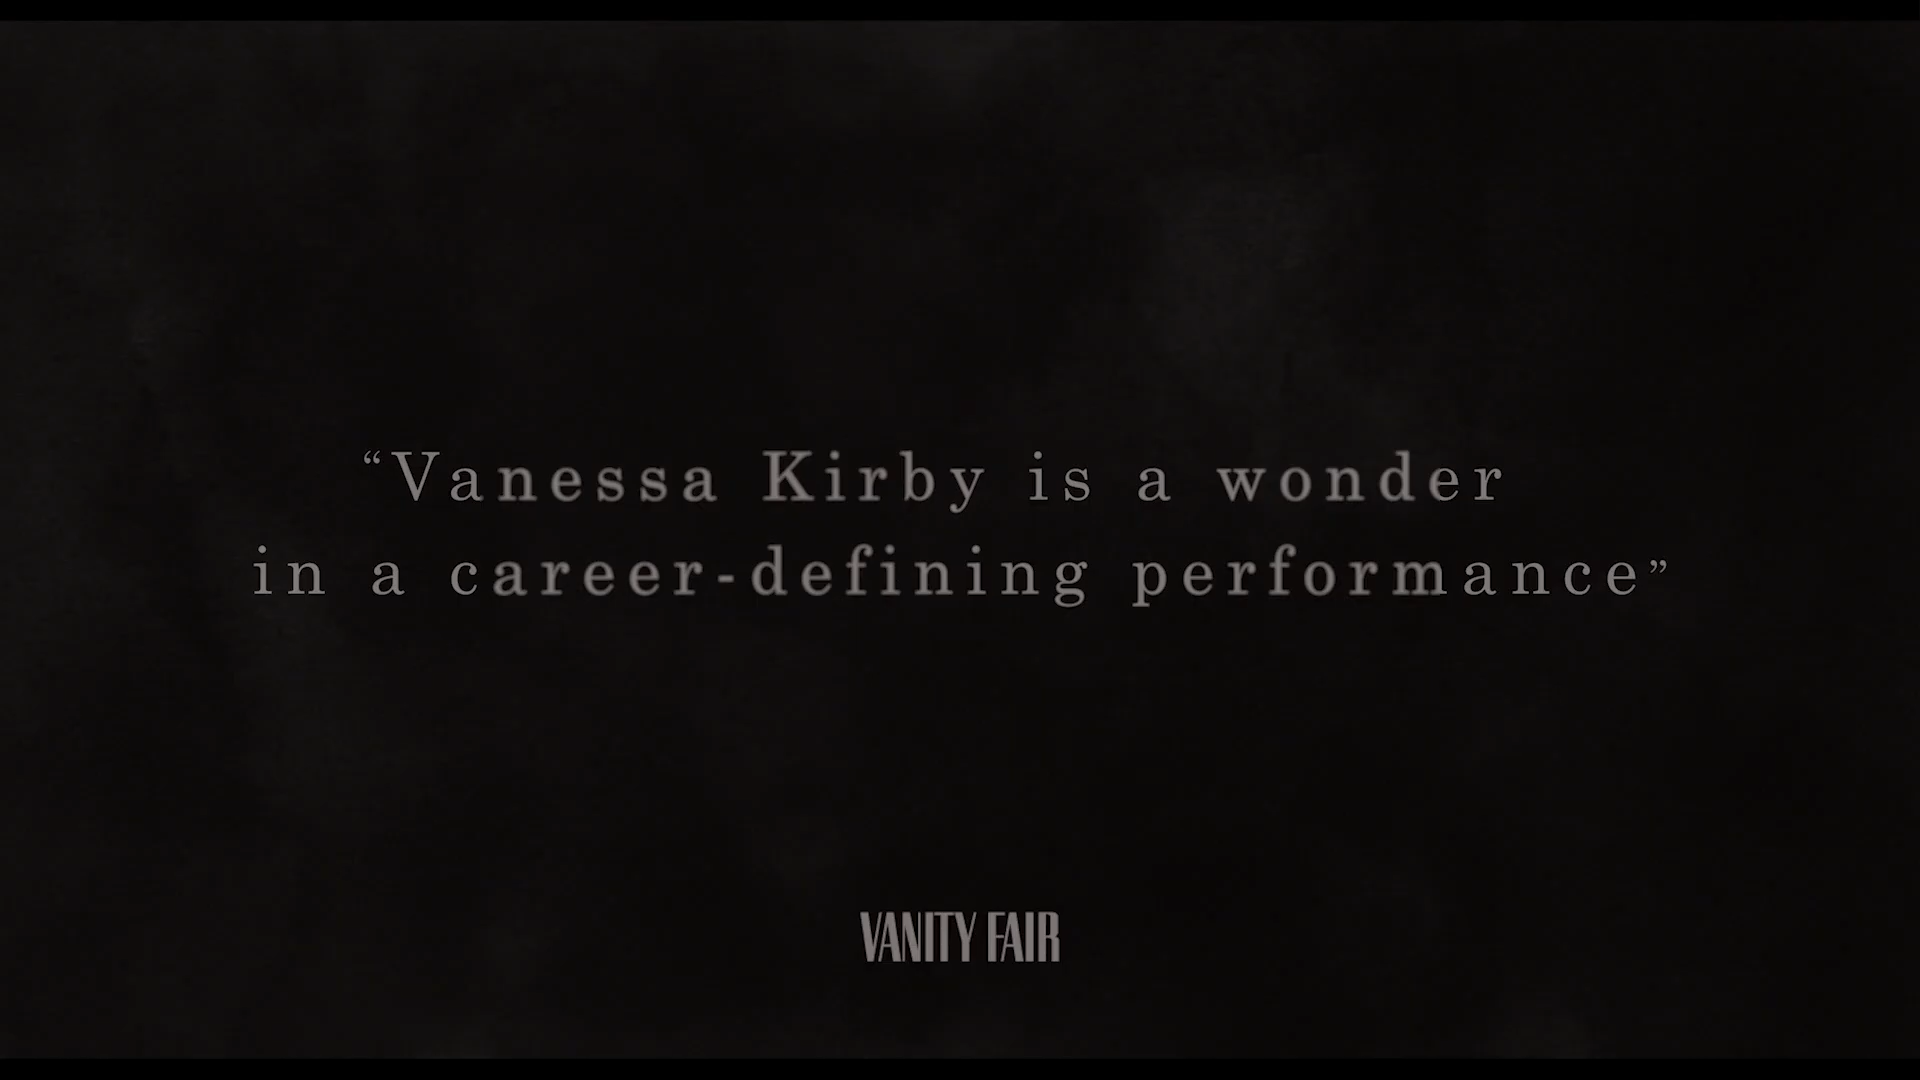 “Vanessa Kirby is a wonder
in a career-defining performance”
VANITY FAIR